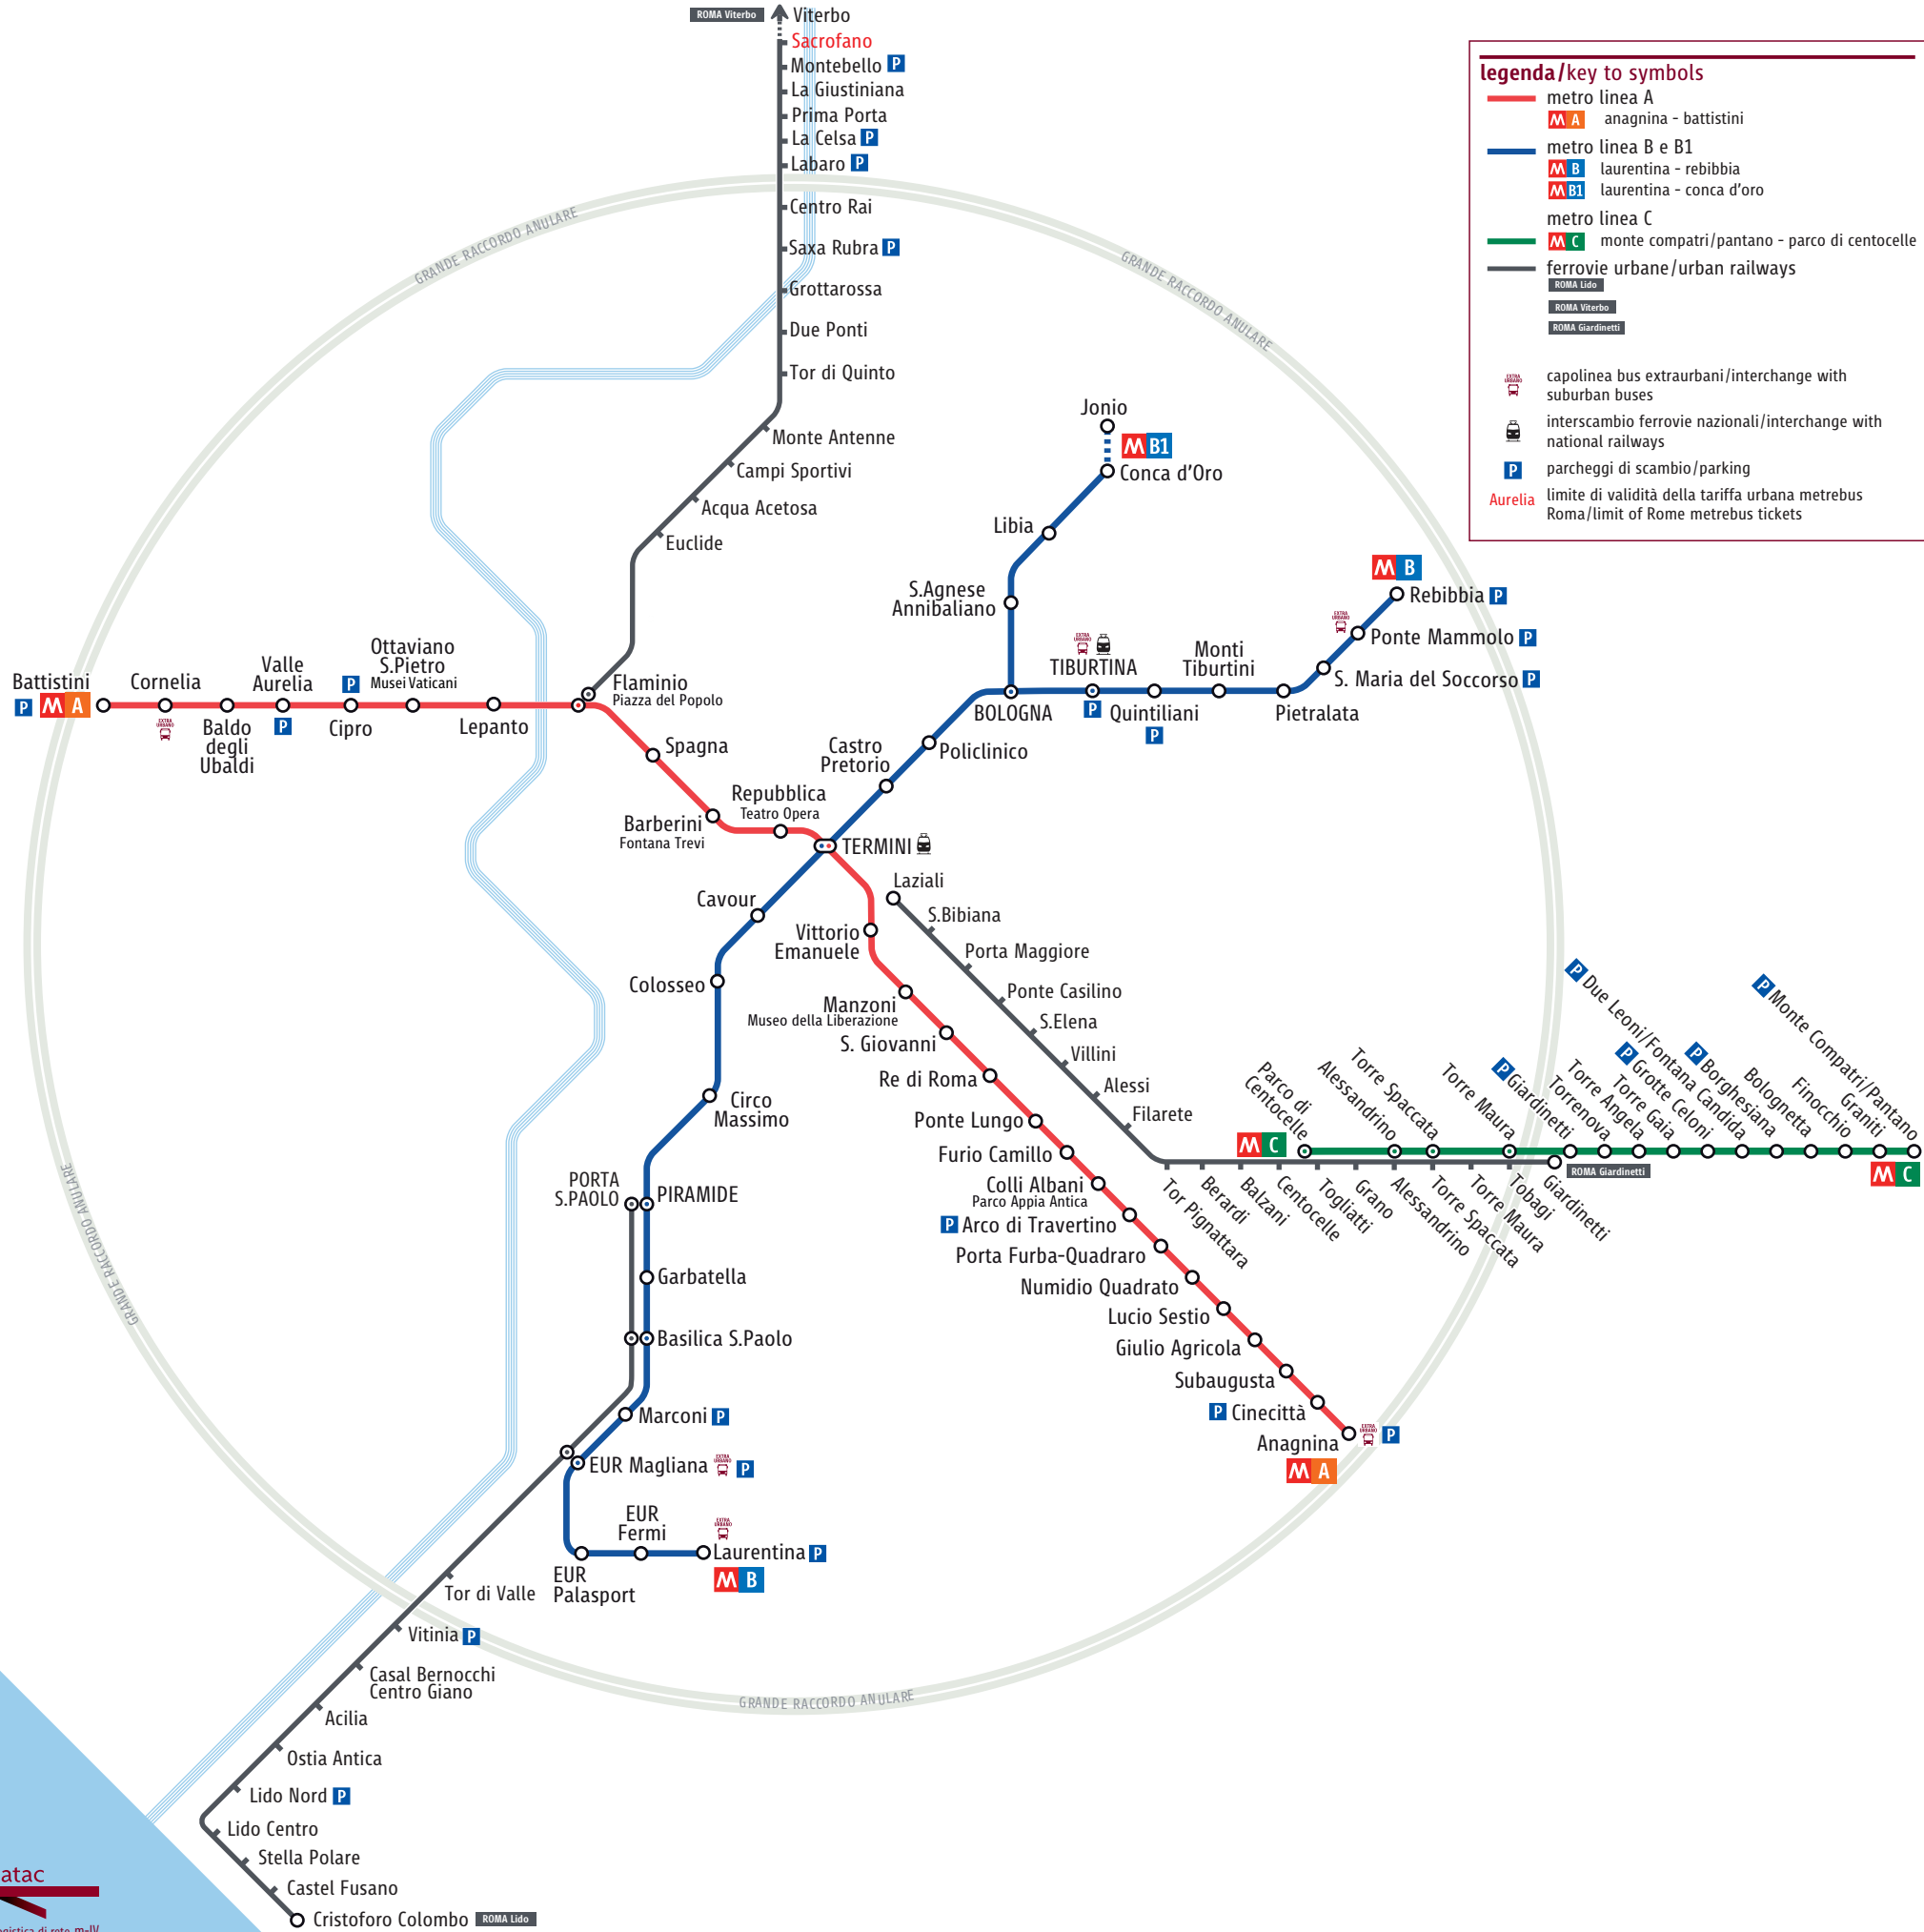 ROMA Viterbo
Viterbo
Sacrofano
Montebello P
La Giustiniana
Prima Porta
La Celsa P
Labaro P
Centro Rai
Saxa Rubra P
Grottarossa
Due Ponti
Tor di Quinto
Monte Antenne
Campi Sportivi
Acqua Acetosa
Euclide
GRANDE RACCORDO ANULARE
GRANDE RACCORDO ANULARE
GRANDE RACCORDO ANULARE
GRANDE RACCORDO ANULARE
legenda/key to symbols
metro linea A
M A anagnina - battistini
metro linea B e B1
M B laurentina - rebibbia
M B1 laurentina - conca d'oro
metro linea C
M C monte compatri/pantano - parco di centocelle
ferrovie urbane/urban railways
ROMA Lido
ROMA Viterbo
ROMA Giardinetti
EXTRA URBANO
capolinea bus extraurbani/interchange with
suburban buses
interscambio ferrovie nazionali/interchange with
national railways
P parcheggi di scambio/parking
Aurelia
limite di validità della tariffa urbana metrebus
Roma/limit of Rome metrebus tickets
Jonio
M B1
Conca d'Oro
Libia
S.Agnese
Annibaliano
M B
Rebibbia P
EXTRA URBANO
Ponte Mammolo P
S. Maria del Soccorso P
Pietralata
Monti
Tiburtini
Quintiliani
P
EXTRA URBANO
TIBURTINA
P
BOLOGNA
Policlinico
Castro
Pretorio
Battistini
P M A
Cornelia
EXTRA URBANO
Baldo
degli
Ubaldi
Valle
Aurelia
P
P
Cipro
Ottaviano
S.Pietro
Musei Vaticani
Lepanto
Flaminio
Piazza del Popolo
Spagna
Barberini
Fontana Trevi
Repubblica
Teatro Opera
TERMINI
Cavour
Colosseo
Circo
Massimo
PORTA
S.PAOLO
PIRAMIDE
Garbatella
Basilica S.Paolo
Marconi P
EUR Magliana
EXTRA URBANO
P
EUR
Palasport
EUR
Fermi
EXTRA URBANO
Laurentina P
M B
Vittorio
Emanuele
Manzoni
Museo della Liberazione
S. Giovanni
Re di Roma
Ponte Lungo
Furio Camillo
Colli Albani
Parco Appia Antica
P Arco di Travertino
Porta Furba-Quadraro
Numidio Quadrato
Lucio Sestio
Giulio Agricola
Subaugusta
P Cinecittà
Anagnina
EXTRA URBANO
P
M A
Laziali
S.Bibiana
Porta Maggiore
Ponte Casilino
S.Elena
Villini
Alessi
Filarete
Tor Pignattara
Berardi
Balzani
Centocelle
Togliatti
Grano
Alessandrino
Torre Spaccata
Torre Maura
Tobagi
Giardinetti
ROMA Giardinetti
M C
Parco di
Centocelle
Alessandrino
Torre Spaccata
Torre Maura
P Giardinetti
Torrenova
Torre Angela
Torre Gaia
P Grotte Celoni
P Due Leoni/Fontana Candida
P Borghesiana
Bolognetta
Finocchio
Graniti
P Monte Compatri/Pantano
M C
Tor di Valle
Vitinia P
Casal Bernocchi
Centro Giano
Acilia
Ostia Antica
Lido Nord P
Lido Centro
Stella Polare
Castel Fusano
Cristoforo Colombo ROMA Lido
atac